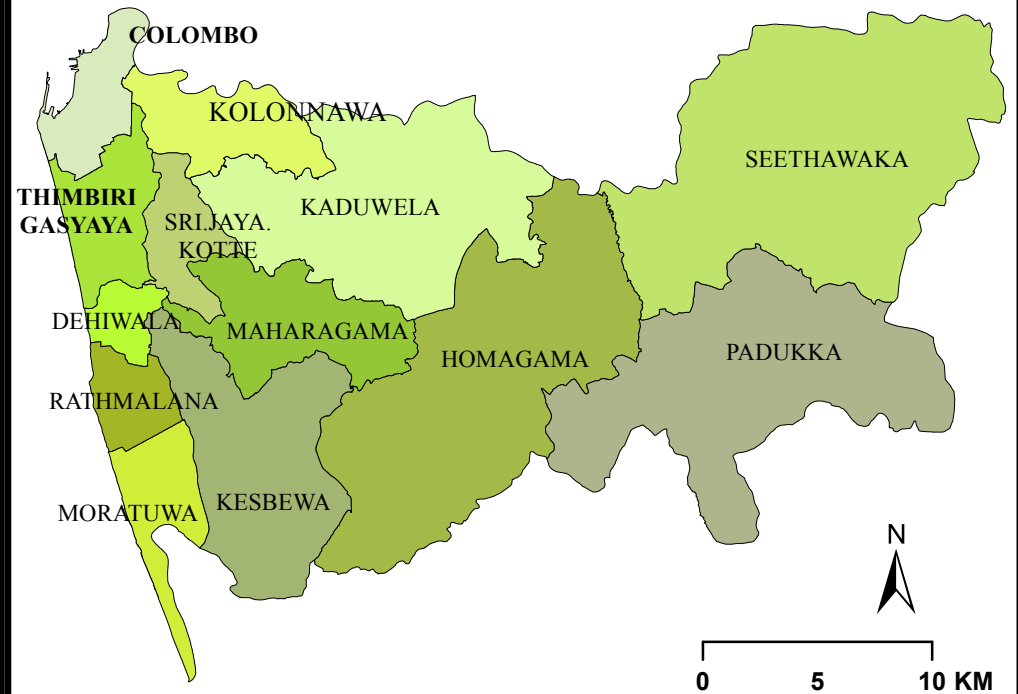 COLOMBO
KOLONNAWA
SEETHAWAKA
THIMBIRI
GASYAYA
KADUWELA
SRI.JAYA.
KOTTE
DEHIWALA
MAHARAGAMA
HOMAGAMA
PADUKKA
RATHMALANA
MORATUWA
KESBEWA
N
0 5 10 KM